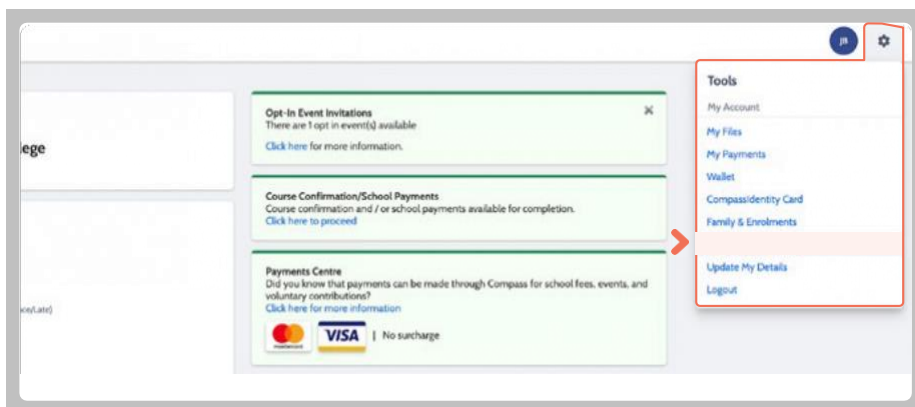 JB
Tools
My Account
My Files
My Payments
Wallet
CompassIdentity Card
Family & Enrolments
Update My Details
Logout
ege
ce/Late)
Opt-In Event Invitations
There are 1 opt in event(s) available
Click here for more information.
Course Confirmation/School Payments
Course confirmation and / or school payments available for completion.
Click here to proceed
Payments Centre
Did you know that payments can be made through Compass for school fees, events, and
voluntary contributions?
Click here for more information
mastercard
VISA | No surcharge